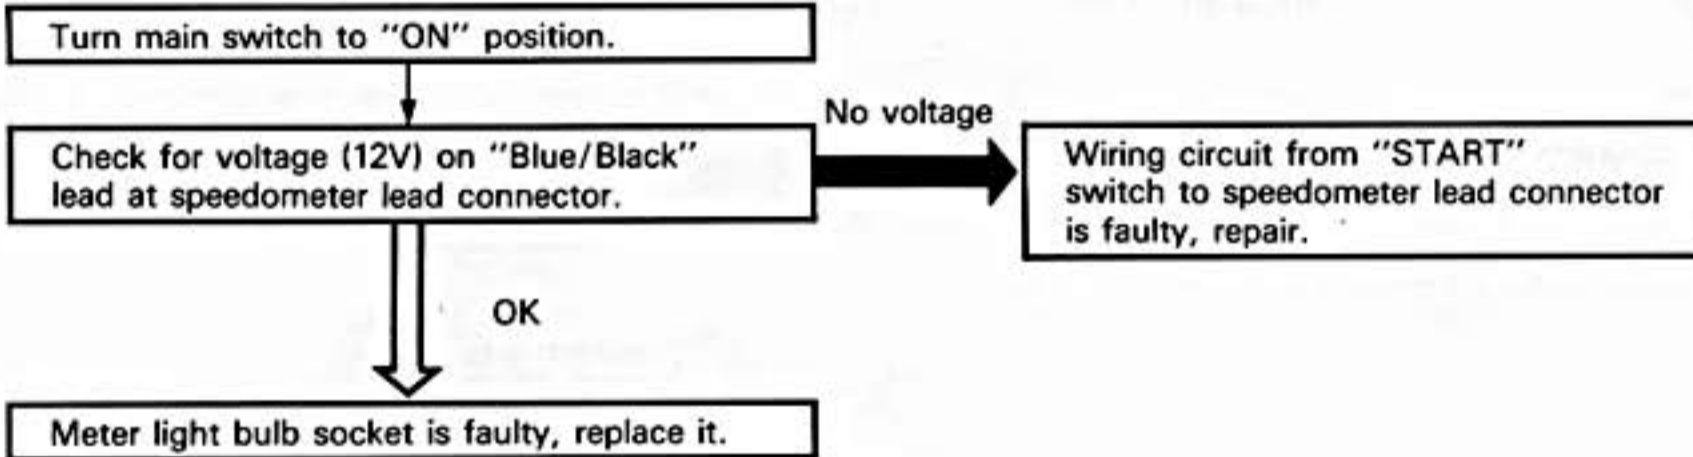 Turn main switch to "ON" position.
No voltage
Check for voltage (12V) on "Blue/Black"
lead at speedometer lead connector.
Wiring circuit from "START"
switch to speedometer lead connector
is faulty, repair.
OK
Meter light bulb socket is faulty, replace it.